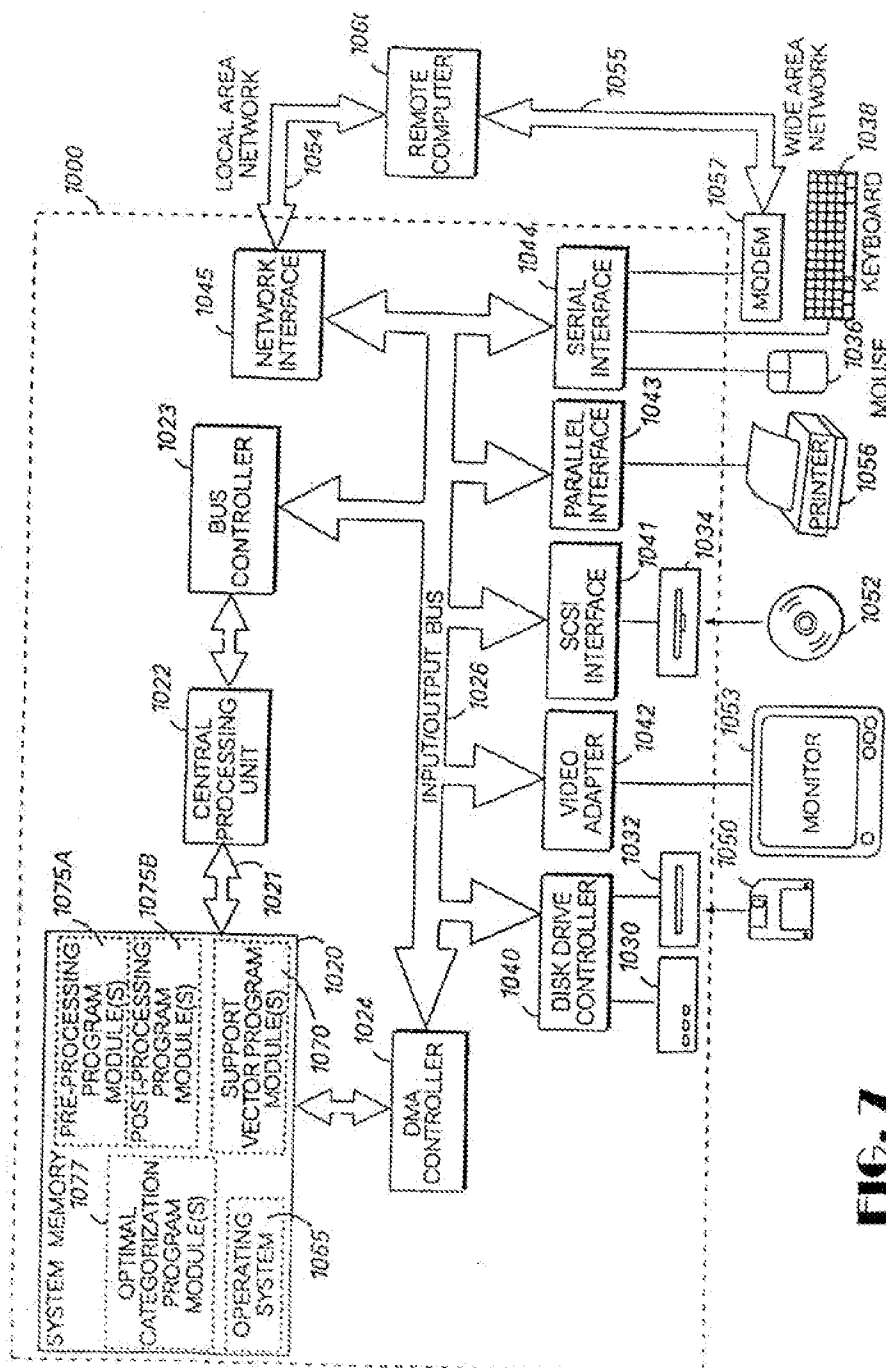 1000
SYSTEM MEMORY
1077
OPTIMAL
CATEGORIZATION
PROGRAM
MODULE(S)
OPERATING
SYSTEM
1065
PRE-PROCESSING
PROGRAM
MODULE(S)
POST-PROCESSING
PROGRAM
MODULE(S)
SUPPORT
VECTOR PROGRAM
MODULE(S)
1075A
1075B
1021
1020
1070
1022
CENTRAL
PROCESSING
UNIT
1023
BUS
CONTROLLER
1045
NETWORK
INTERFACE
LOCAL AREA
NETWORK
1054
REMOTE
COMPUTER
1055
1024
DMA
CONTROLLER
INPUT/OUTPUT BUS
1026
1040
DISK DRIVE
CONTROLLER
1030
1032
VIDEO
ADAPTER
1042
SCSI
INTERFACE
1041
1034
PARALLEL
INTERFACE
1043
SERIAL
INTERFACE
1044
1057
MODEM
WIDE AREA
NETWORK
1050
MONITOR
1053
1052
PRINTER
1056
MOUSE
1036
KEYBOARD
1038
FIG. 7